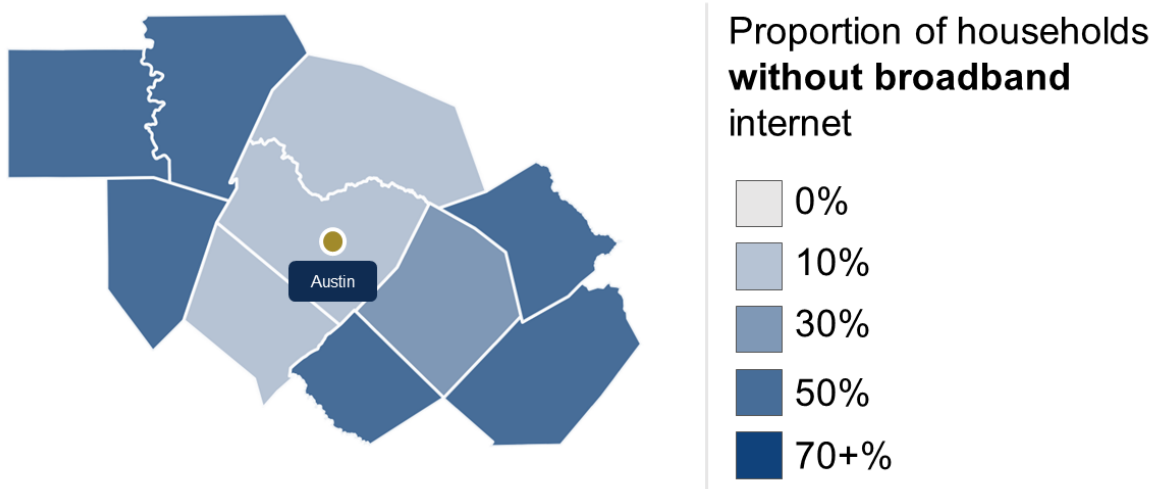 Austin
Proportion of households
without broadband
internet
0%
10%
30%
50%
70+%